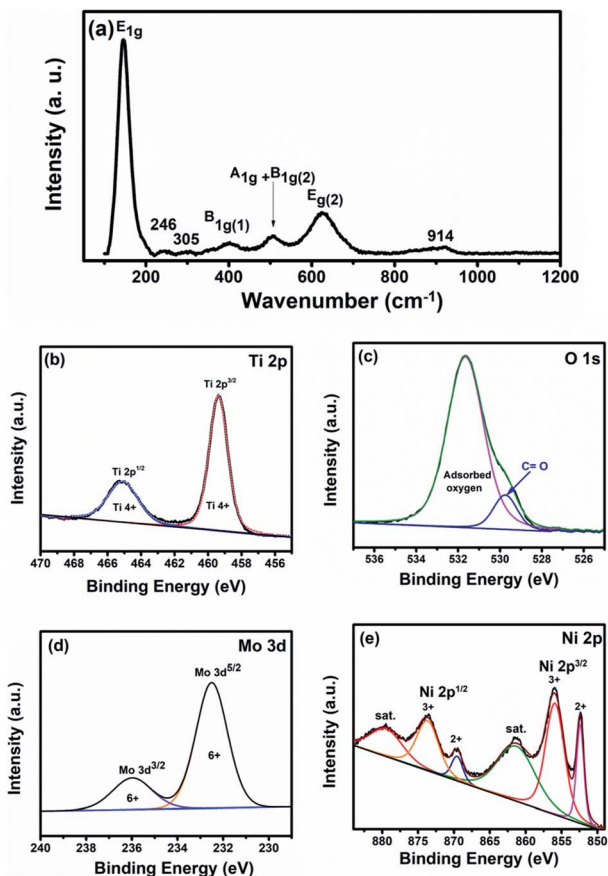 (a) E1g
246
305
B1g(1)
A1g +B1g(2)
Eg(2)
914
Intensity (a. u.)
200 400 600 800 1000 1200
Wavenumber (cm-1)
(b) Ti 2p
Ti 2p3/2
Ti 2p1/2
Ti 4+ Ti 4+
Intensity (a.u.)
470 468 466 464 462 460 458 456
Binding Energy (eV)
(c) O 1s
C= O
Adsorbed
oxygen
Intensity (a.u.)
536 534 532 530 528 526
Binding Energy (eV)
(d) Mo 3d
Mo 3d5/2
6+
Mo 3d3/2
6+
Intensity (a.u.)
240 238 236 234 232 230
Binding Energy (eV)
(e) Ni 2p
Ni 2p3/2
3+
Ni 2p1/2
3+
2+
sat.
sat.
2+
Intensity (a.u.)
880 870 860 855 850
Binding Energy (eV)